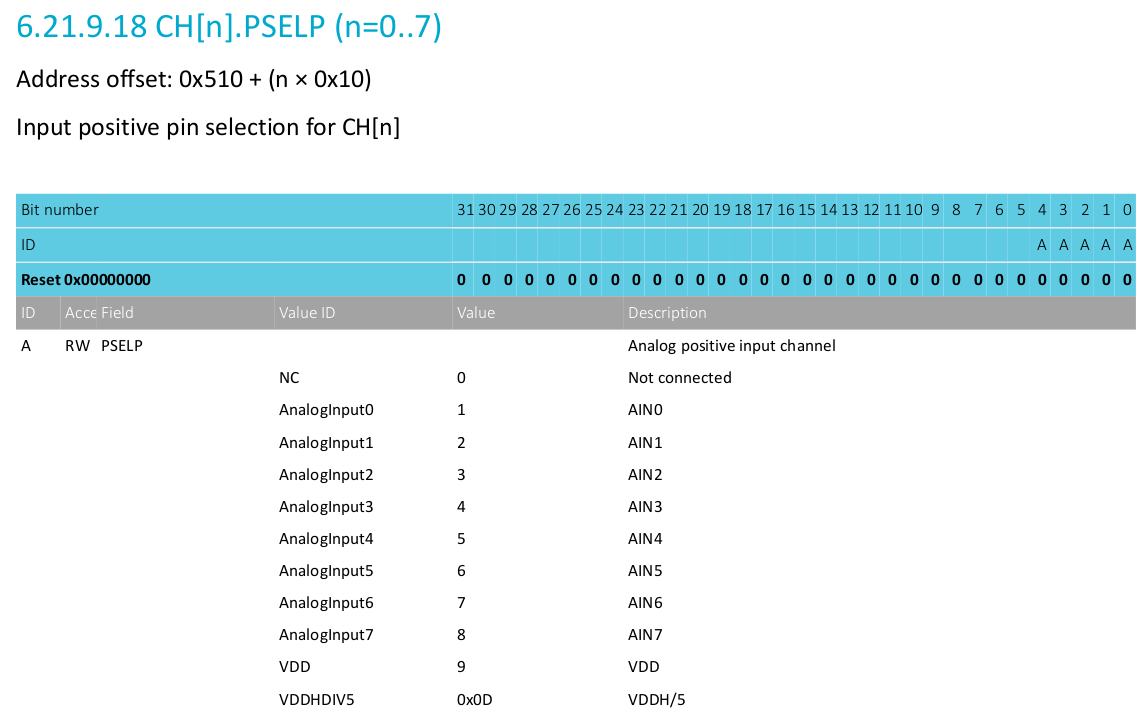 6.21.9.18 CH[n].PSELP (n=0..7)
Address offset: 0x510 + (n × 0x10)
Input positive pin selection for CH[n]
Bit number 31 30 29 28 27 26 25 24 23 22 21 20 19 18 17 16 15 14 13 12 11 10 9 8 7 6 5 4 3 2 1 0
ID A A A A A
Reset 0x00000000 0 0 0 0 0 0 0 0 0 0 0 0 0 0 0 0 0 0 0 0 0 0 0 0 0 0 0 0 0 0 0 0
ID Acce Field Value ID Value Description
A RW PSELP Analog positive input channel
NC 0 Not connected
AnalogInput0 1 AIN0
AnalogInput1 2 AIN1
AnalogInput2 3 AIN2
AnalogInput3 4 AIN3
AnalogInput4 5 AIN4
AnalogInput5 6 AIN5
AnalogInput6 7 AIN6
AnalogInput7 8 AIN7
VDD 9 VDD
VDDHDIV5 0x0D VDDH/5